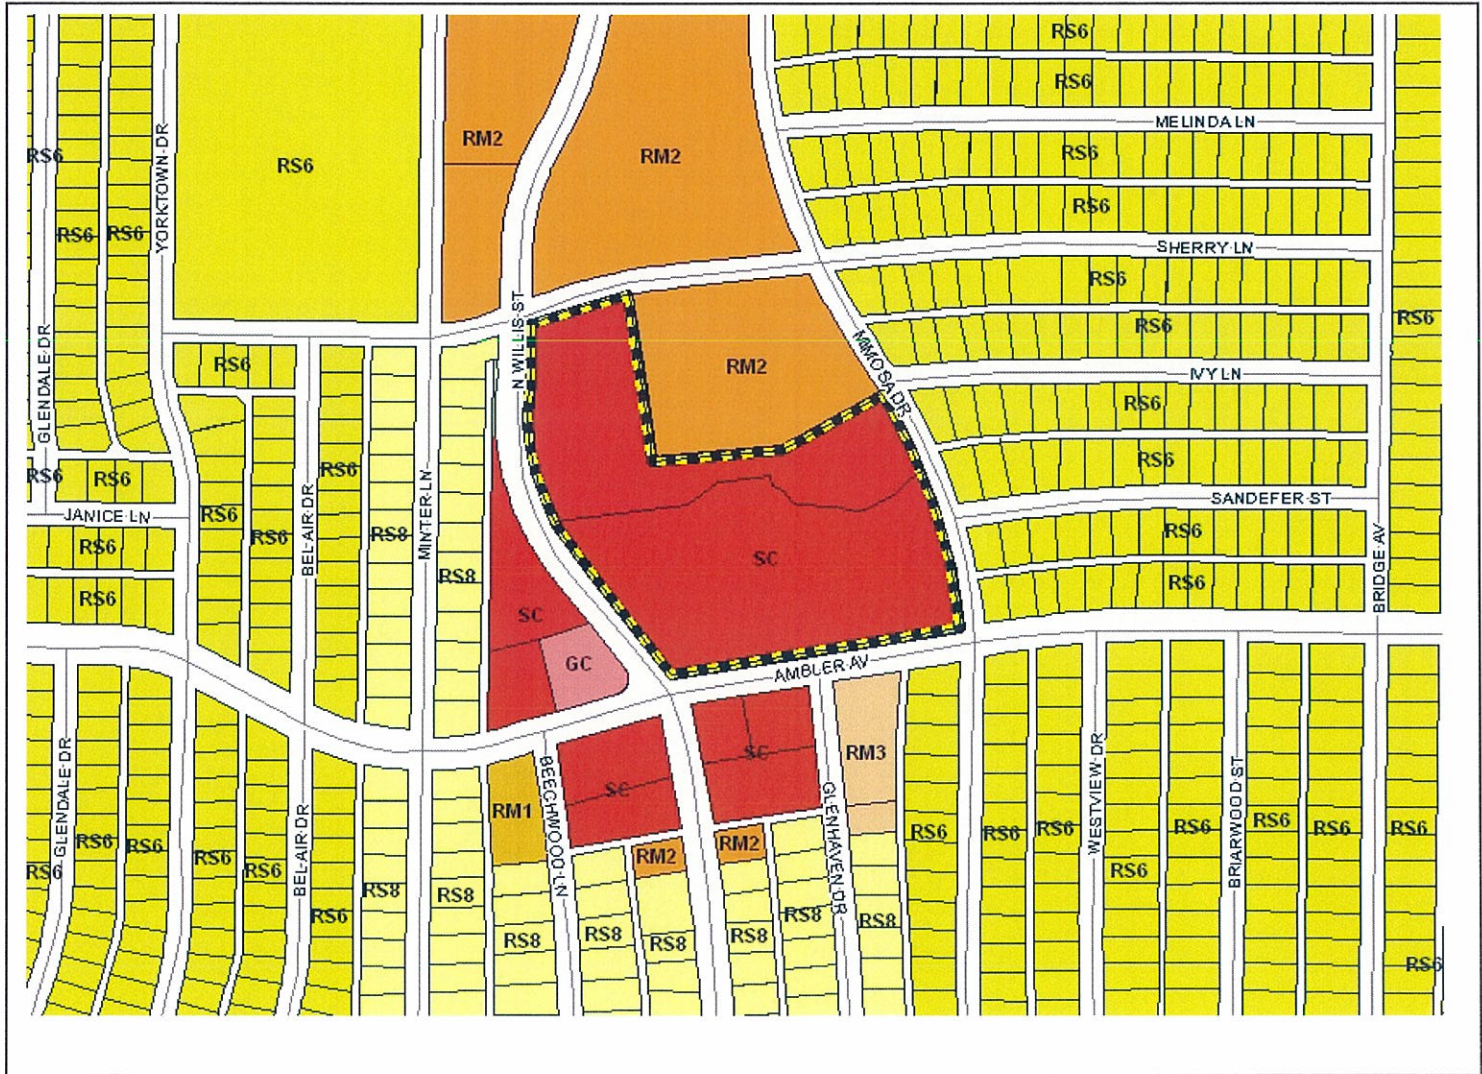 RS6
RS6
MELINDA LN
RM2
RS6
RM2
RS6
RS6
YORKTOWN DR
RS6
RS6
RS6
SHERRY LN
RS6
RS6
RS6
N WILLIS ST
RS6
RM2
MIMOSA DR
IVY LN
GLENDALE DR
RS6
RS6
RS6
RS6
RS6
SANDEFER ST
JANICE LN
RS6
RS6
RS8
RS6
BEL AIR DR
MINTER LN
RS6
SC
BRIDGE AV
RS8
RS6
RS6
SC
GC
AMBLER AV
GLENDALE DR
SC
RM3
WESTVIEW DR
BRIARWOOD ST
SC
BEECHWOOD LN
RM1
GLENHAVEN DR
RS6
RS6
RS6
RS6
RS6
RS6
RS6
RS6
RS6
RM2
RM2
RS6
RS6
RS6
RS6
BEL AIR DR
RS8
RS8
RS6
RS8
RS8
RS8
RS8
RS8
RS8
RS6